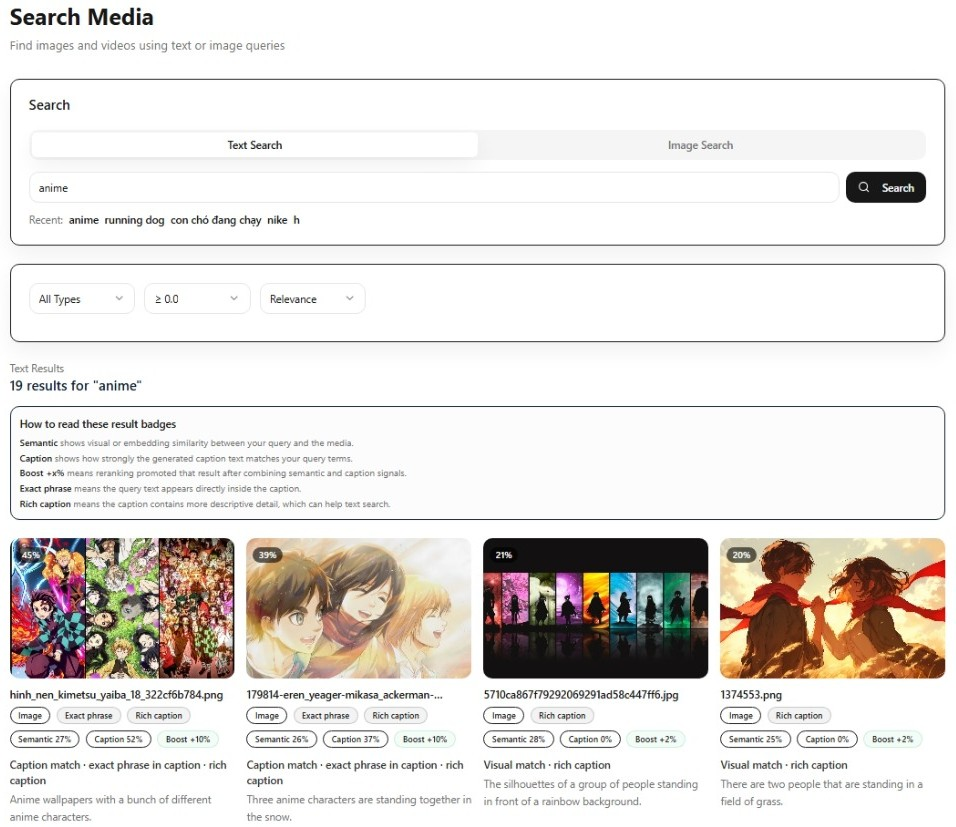 Search Media
Find images and videos using text or image queries
Search
Text Search
Image Search
anime
Search
Recent: anime running dog con chó đang chạy nike h
All Types
≥ 0.0
Relevance
Text Results
19 results for "anime"
How to read these result badges
Semantic shows visual or embedding similarity between your query and the media.
Caption shows how strongly the generated caption text matches your query terms.
Boost +x% means reranking promoted that result after combining semantic and caption signals.
Exact phrase means the query text appears directly inside the caption.
Rich caption means the caption contains more descriptive detail, which can help text search.
45%
hinh_nen_kimetsu_yaiba_18_322cf6b784.png
Image Exact phrase Rich caption
Semantic 27% Caption 52% Boost +10%
Caption match · exact phrase in caption · rich
caption
Anime wallpapers with a bunch of different
anime characters.
39%
179814-eren_yeager-mikasa_ackerman-...
Image Exact phrase Rich caption
Semantic 26% Caption 37% Boost +10%
Caption match · exact phrase in caption · rich
caption
Three anime characters are standing together in
the snow.
21%
5710ca867f79292069291ad58c447ff6.jpg
Image Rich caption
Semantic 28% Caption 0% Boost +2%
Visual match · rich caption
The silhouettes of a group of people standing
in front of a rainbow background.
20%
1374553.png
Image Rich caption
Semantic 25% Caption 0% Boost +2%
Visual match · rich caption
There are two people that are standing in a
field of grass.